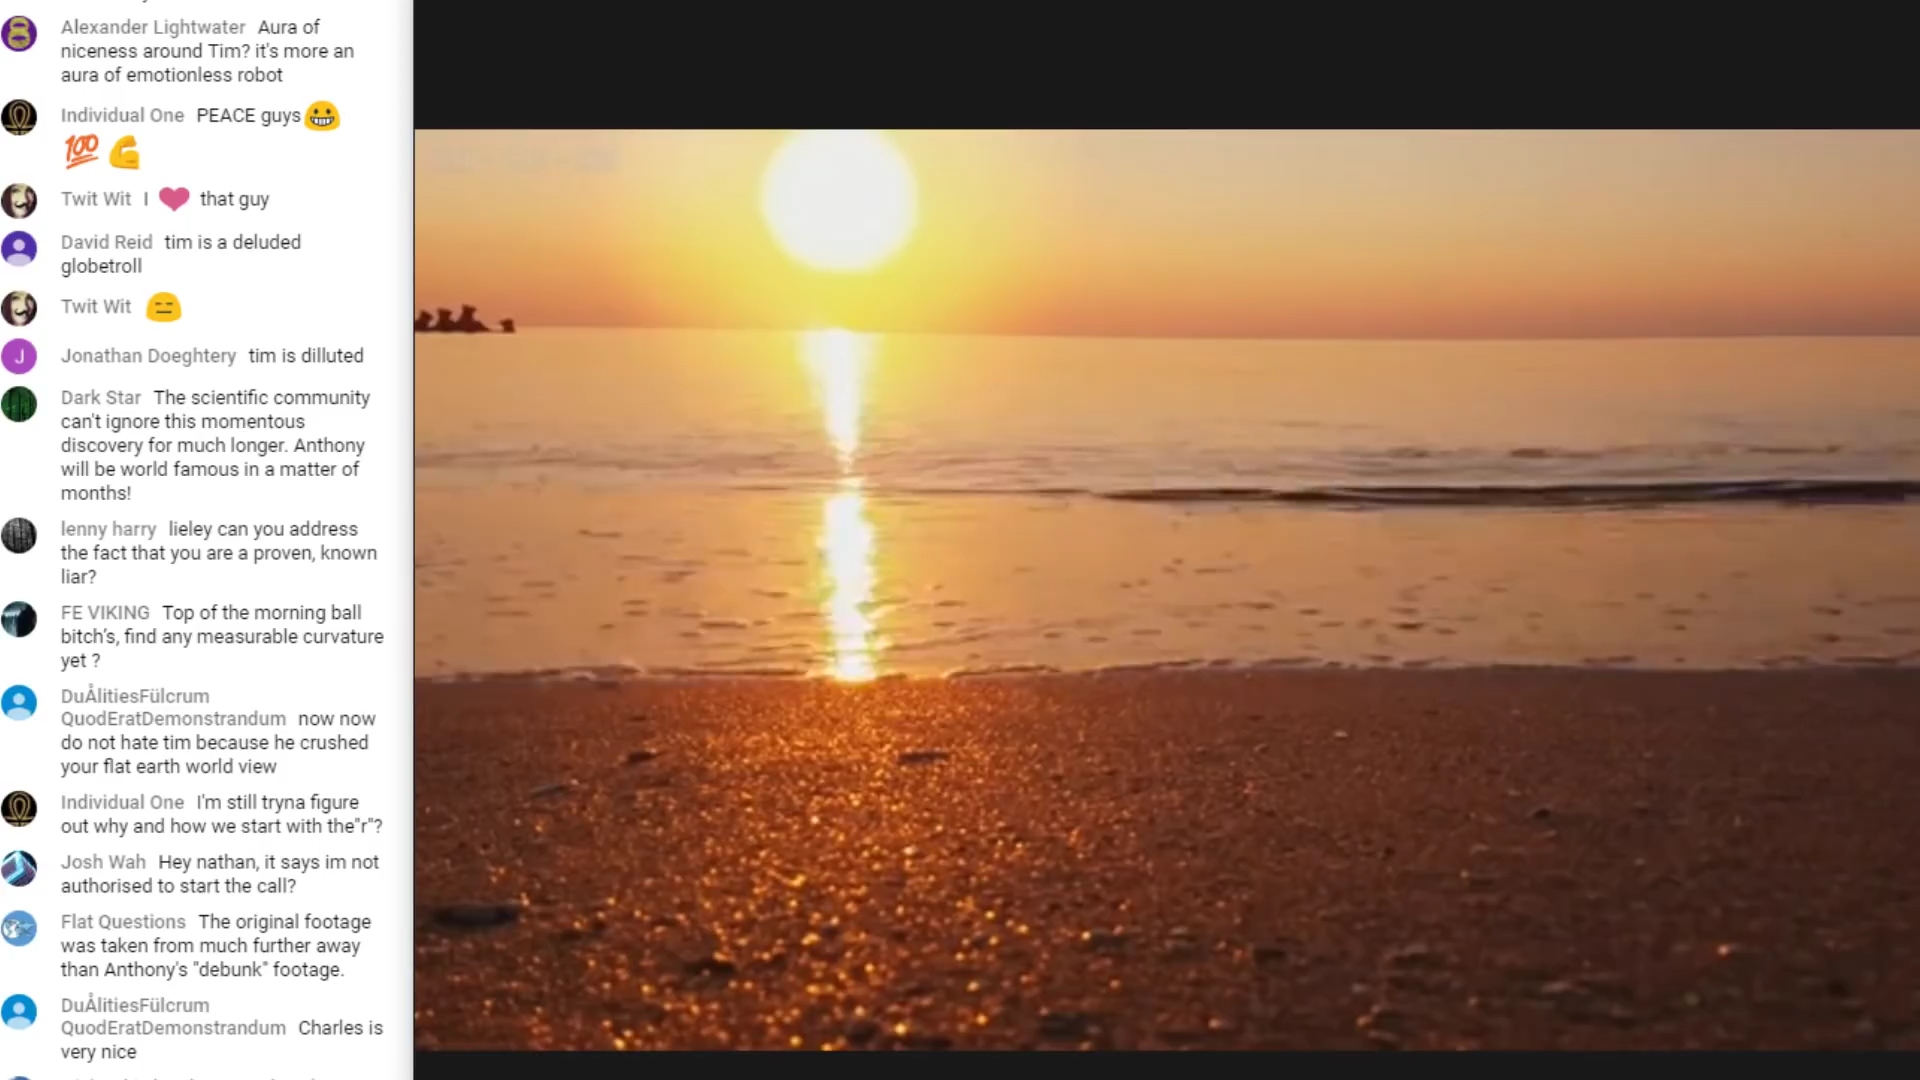 Alexander Lightwater Aura of
niceness around Tim? it's more an
aura of emotionless robot
Individual One PEACE guys😬
💯 💪
Twit Wit I ❤ that guy
David Reid tim is a deluded
globetroll
Twit Wit 😑
J
Jonathan Doeghtery tim is dilluted
Dark Star The scientific community
can't ignore this momentous
discovery for much longer. Anthony
will be world famous in a matter of
months!
lenny harry lieley can you address
the fact that you are a proven, known
liar?
FE VIKING Top of the morning ball
bitch's, find any measurable curvature
yet ?
DuÅlitiesFülcrum
QuodEratDemonstrandum now now
do not hate tim because he crushed
your flat earth world view
Individual One I'm still tryna figure
out why and how we start with the"r"?
Josh Wah Hey nathan, it says im not
authorised to start the call?
Flat Questions The original footage
was taken from much further away
than Anthony's "debunk" footage.
DuÅlitiesFülcrum
QuodEratDemonstrandum Charles is
very nice